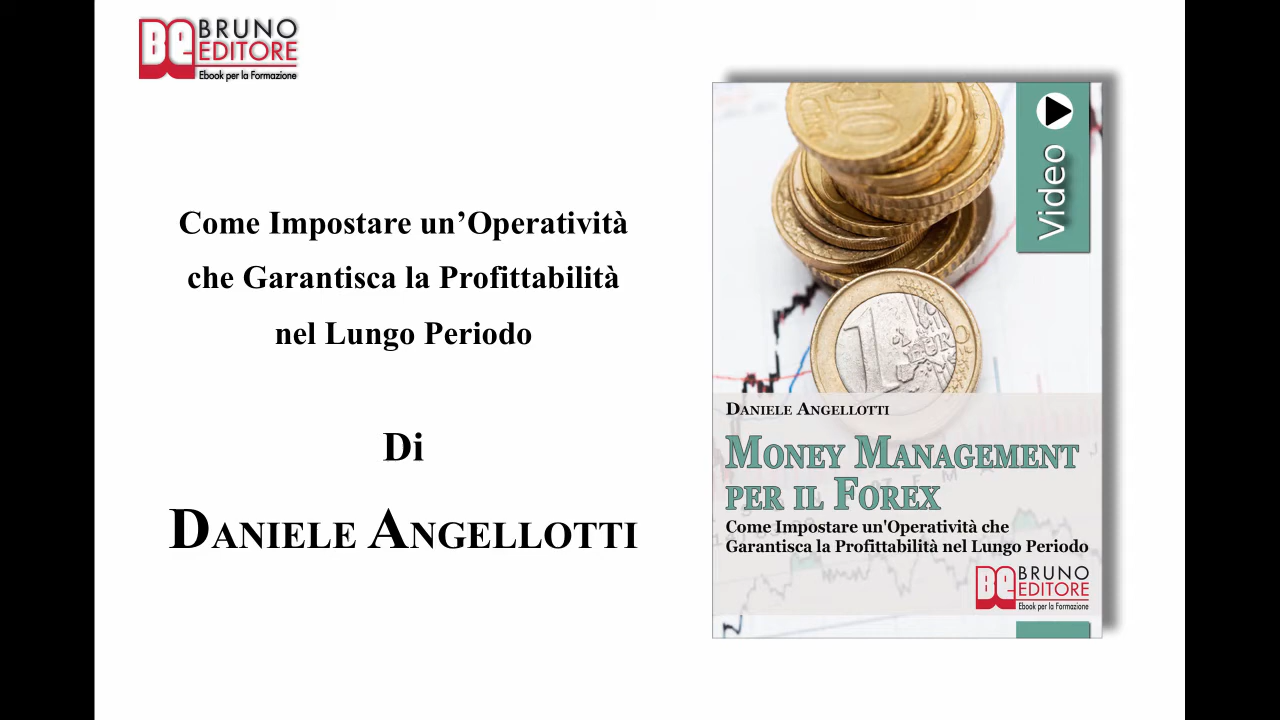 BRUNO
EDITORE
Ebook per la Formazione
Come Impostare un’Operatività
che Garantisca la Profittabilità
nel Lungo Periodo
Di
DANIELE ANGELLOTTI
Video
DANIELE ANGELLOTTI
MONEY MANAGEMENT
PER IL FOREX
Come Impostare un'Operatività che
Garantisca la Profittabilità nel Lungo Periodo
BRUNO
EDITORE
Ebook per la Formazione